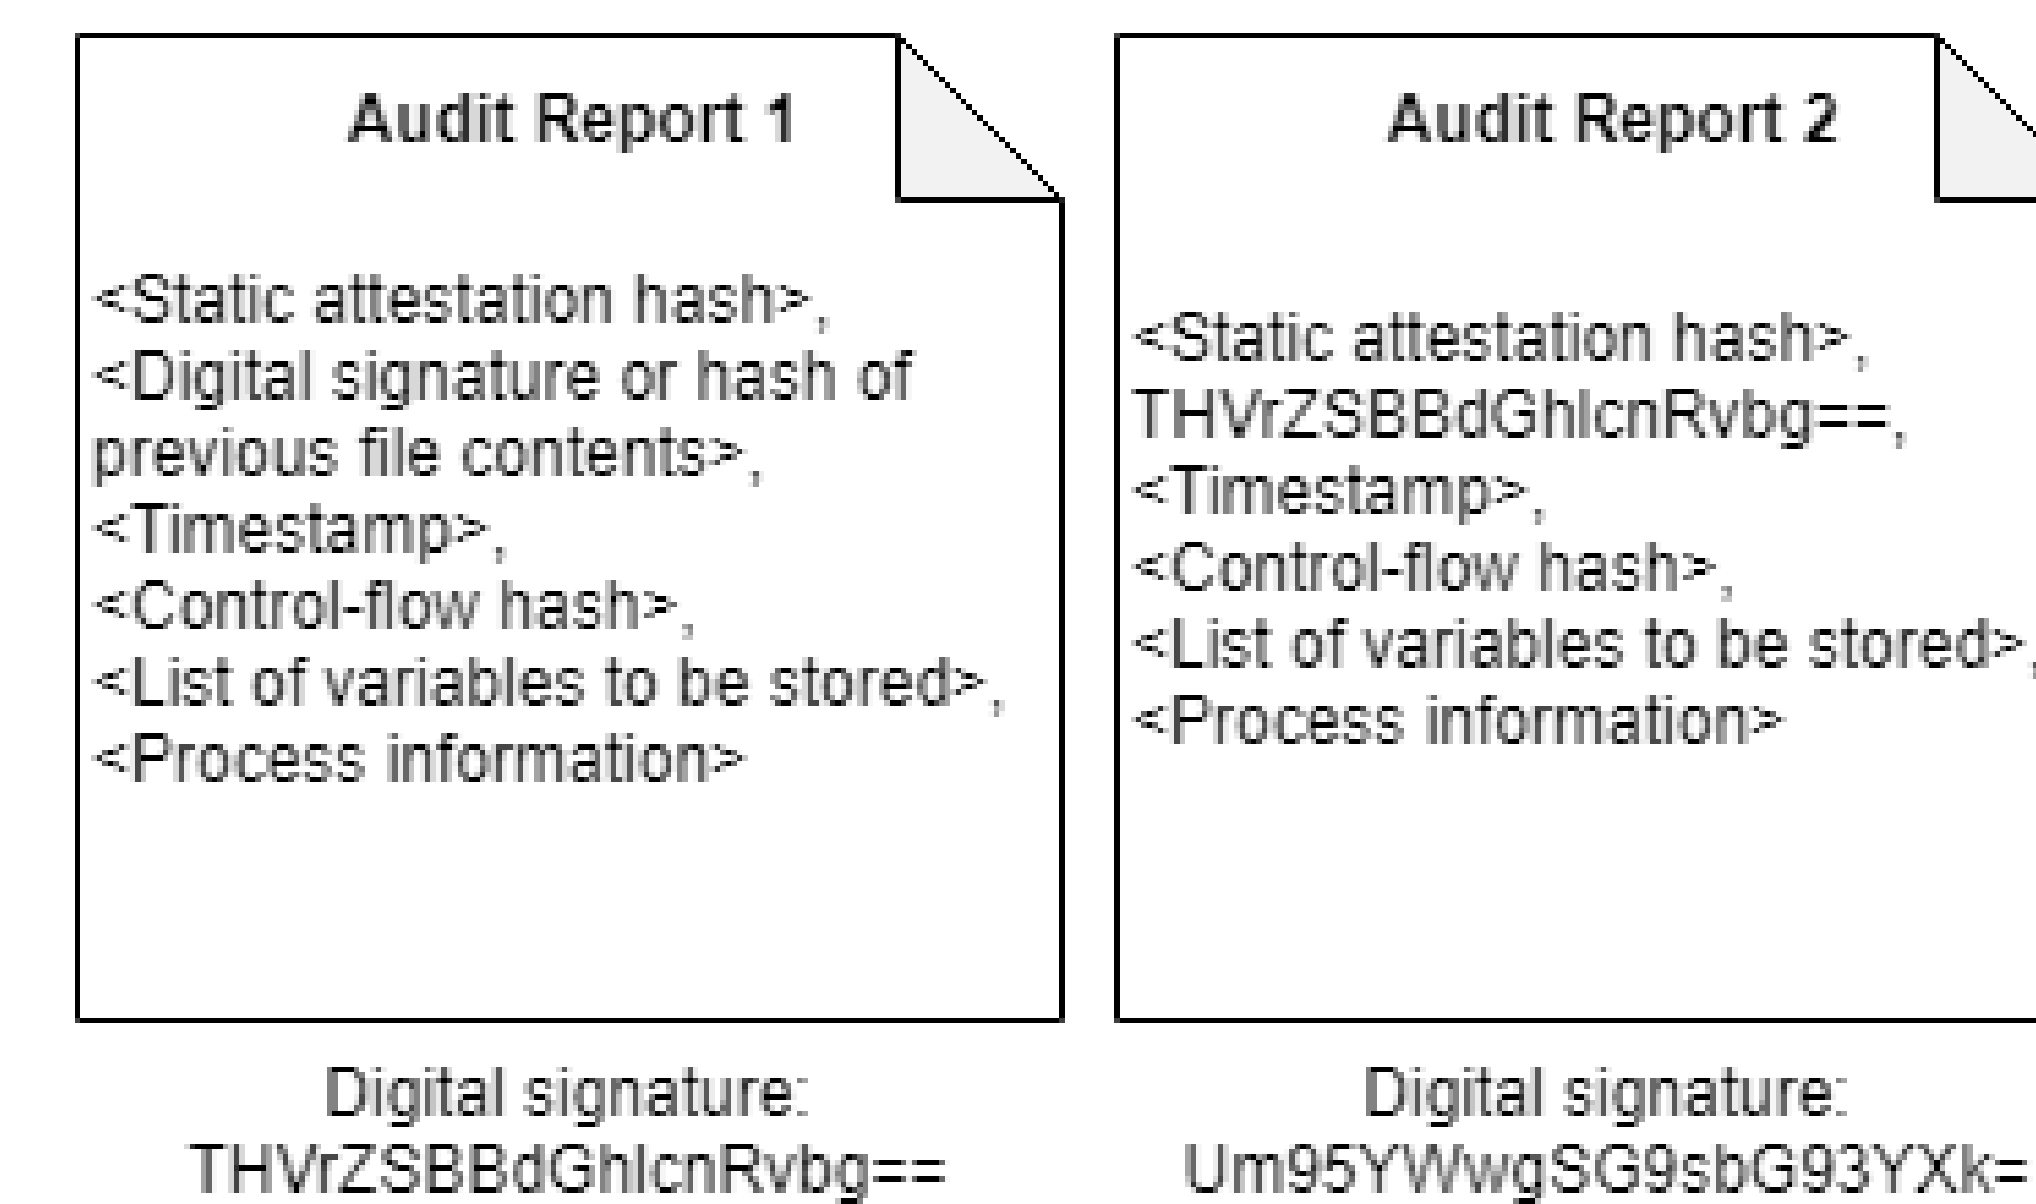 Audit Report 1
<Static attestation hash>,
<Digital signature or hash of
previous file contents>,
<Timestamp>,
<Control-flow hash>,
<List of variables to be stored>,
<Process information>
Digital signature:
THVrZSBBdGhlcnRvbg==
Audit Report 2
<Static attestation hash>,
THVrZSBBdGhlcnRvbg==,
<Timestamp>,
<Control-flow hash>,
<List of variables to be stored>,
<Process information>
Digital signature:
Um95YWwgSG9sbG93YXk=